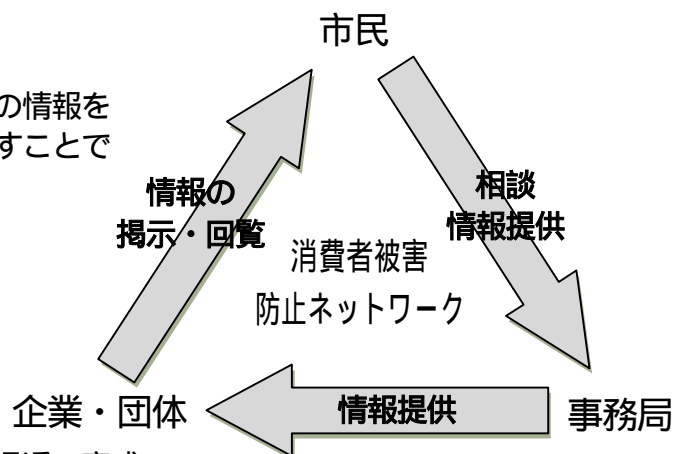 市民
の情報を
すことで
情報の
掲示・回覧
相談
情報提供
消費者被害
防止ネットワーク
企業・団体
情報提供
事務局